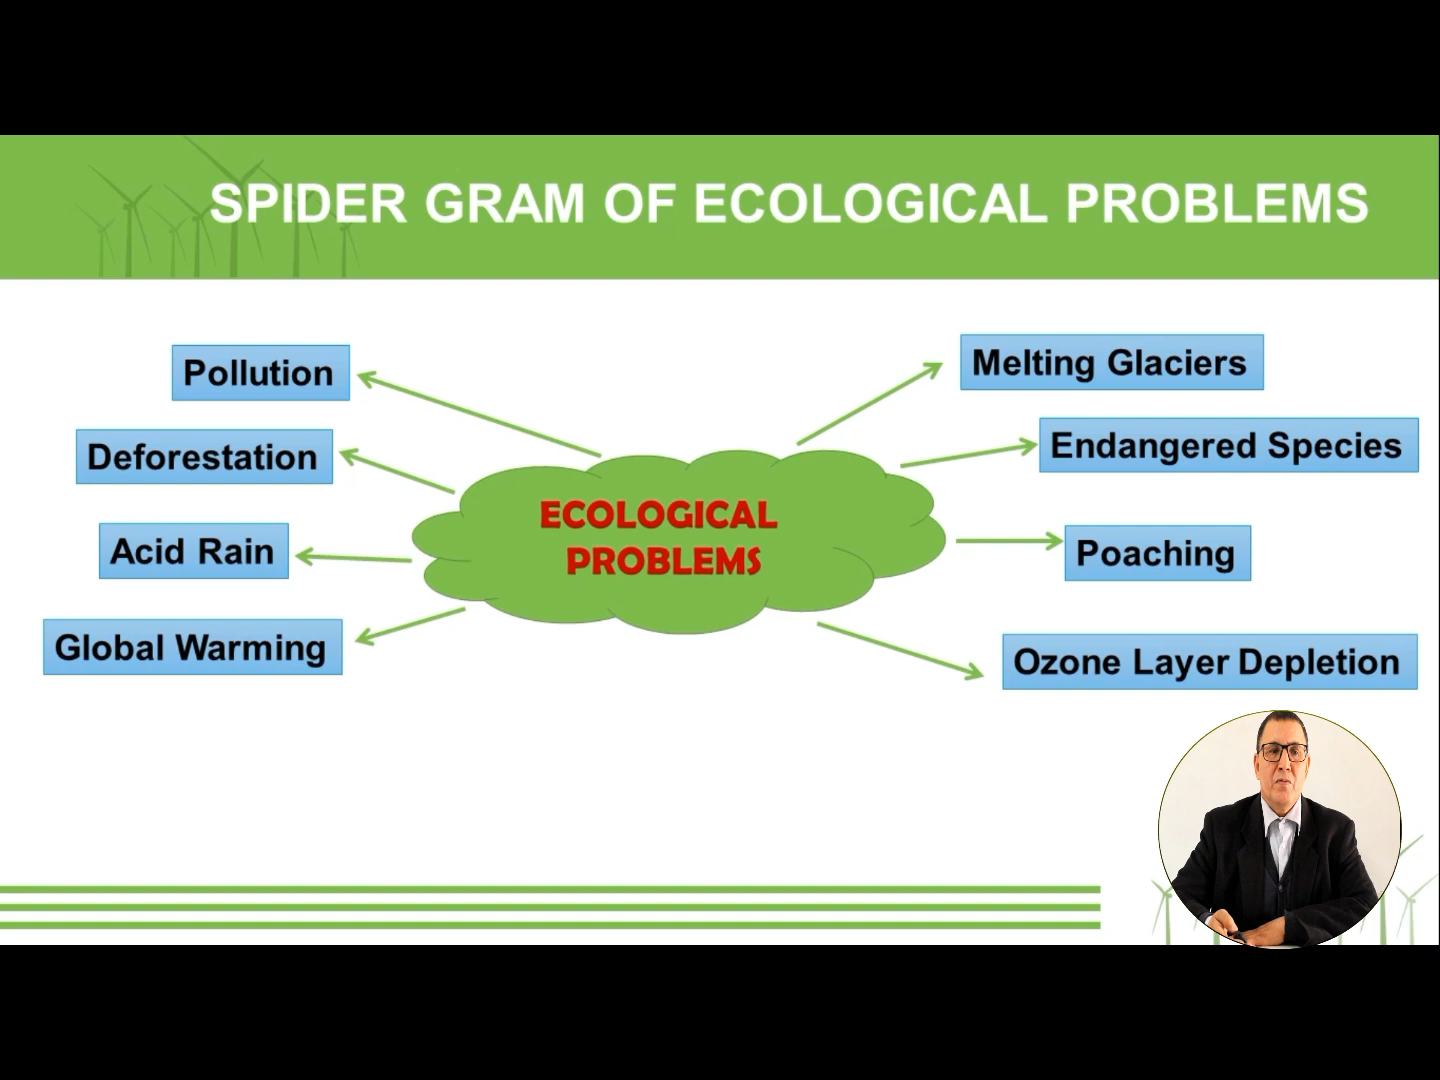 SPIDER GRAM OF ECOLOGICAL PROBLEMS
Pollution
Deforestation
Acid Rain
Global Warming
ECOLOGICAL
PROBLEMS
Melting Glaciers
Endangered Species
Poaching
Ozone Layer Depletion